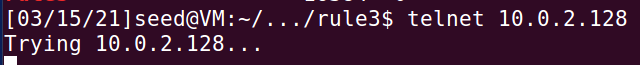 [03/15/21]seed@VM:~/.../rule3$ telnet 10.0.2.128
Trying 10.0.2.128...